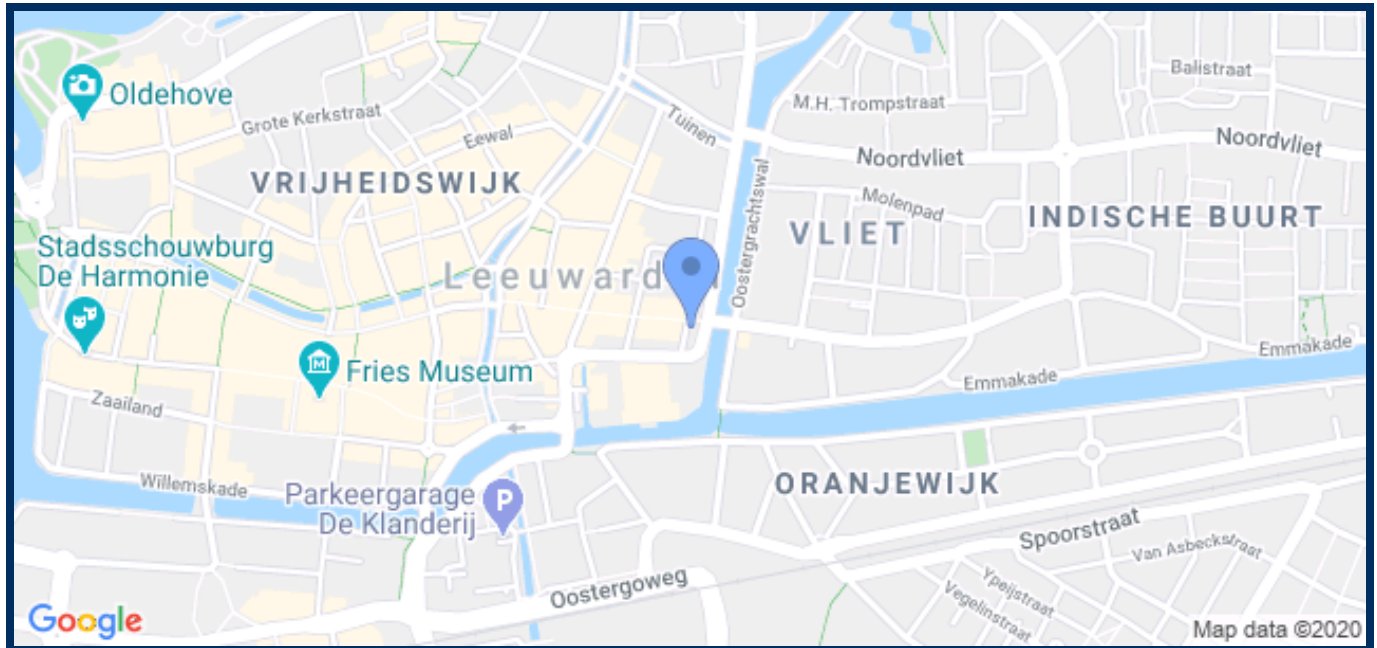 Balistraat
Oldehove
M.H. Trompstraat
Grote Kerkstraat
Tuinen
Eewal
Noordvliet
Noordvliet
VRIJHEIDSWIJK
Oostergrachtswal
Molenpad
INDISCHE BUURT
VLIET
Stadsschouwburg
De Harmonie
Leeuward
Emmakade
Fries Museum
Emmakade
Zaailand
ORANJEWIJK
Willemskade
Parkeergarage
De Klanderij
P
Spoorstraat
Van Asbeckstraat
Oostergoweg
Ypeijstraat
Vegelinstraat
Google
Map data ©2020